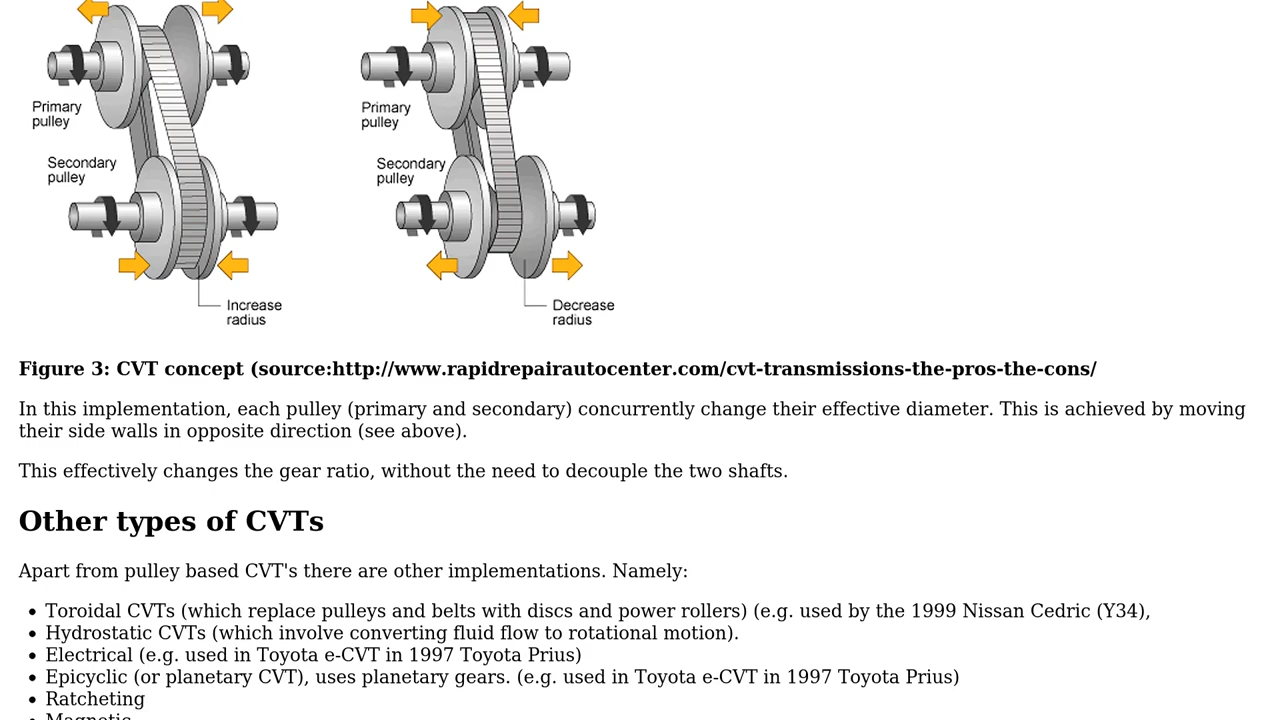 Primary
pulley
Primary
pulley
Secondary
pulley
Secondary
pulley
Increase
radius
Decrease
radius
Figure 3: CVT concept (source:http://www.rapidrepairautocenter.com/cvt-transmissions-the-pros-the-cons/
In this implementation, each pulley (primary and secondary) concurrently change their effective diameter. This is achieved by moving
their side walls in opposite direction (see above).
This effectively changes the gear ratio, without the need to decouple the two shafts.
Other types of CVTs
Apart from pulley based CVT's there are other implementations. Namely:
• Toroidal CVTs (which replace pulleys and belts with discs and power rollers) (e.g. used by the 1999 Nissan Cedric (Y34),
• Hydrostatic CVTs (which involve converting fluid flow to rotational motion).
• Electrical (e.g. used in Toyota e-CVT in 1997 Toyota Prius)
• Epicyclic (or planetary CVT), uses planetary gears. (e.g. used in Toyota e-CVT in 1997 Toyota Prius)
• Ratcheting
• Magnetic